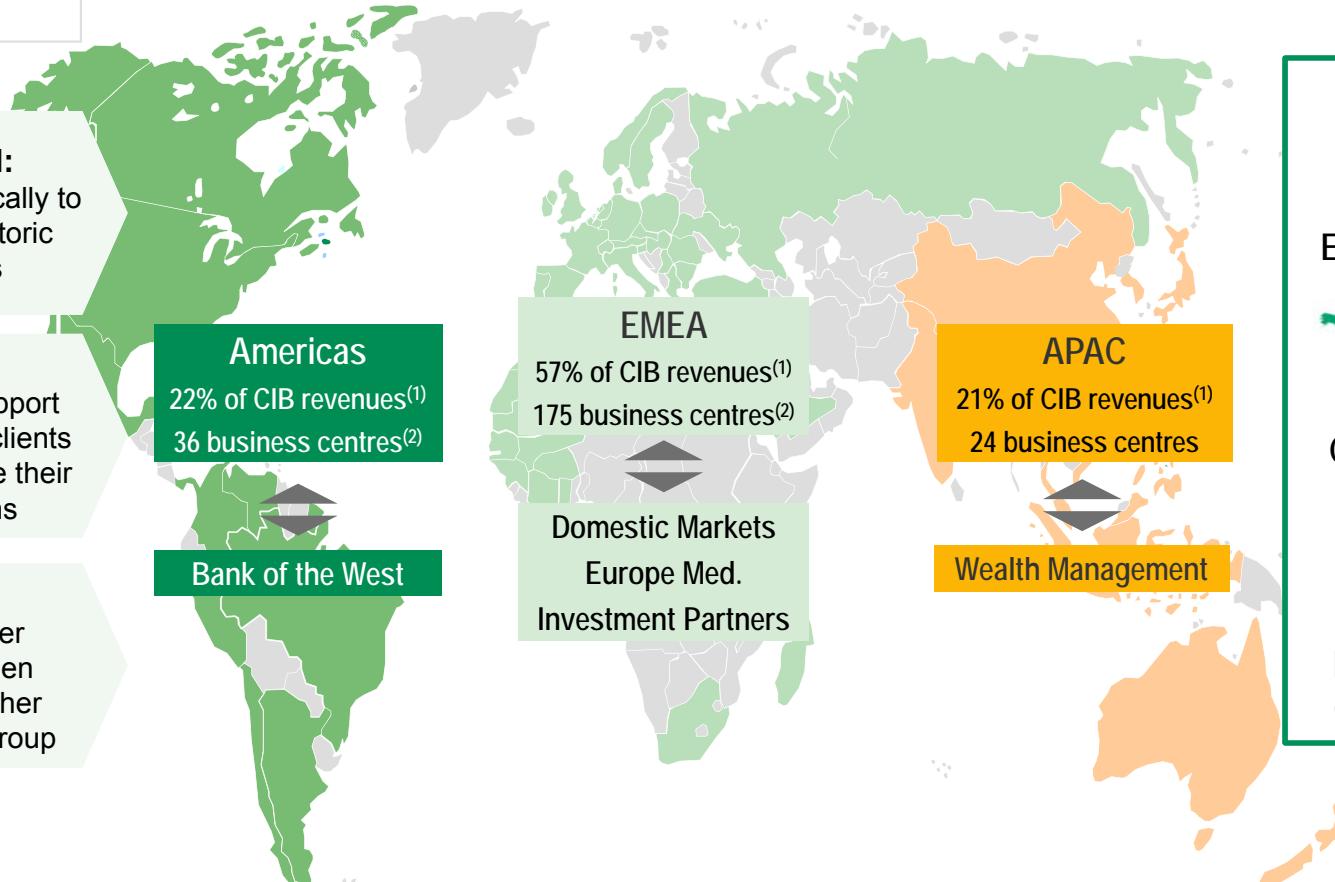 l:
cally to
toric
s
pport
clients
e their
ns
er
en
her
roup
Americas
22% of CIB revenues(1)
36 business centres(2)
Bank of the West
EMEA
57% of CIB revenues(1)
175 business centres(2)
Domestic Markets
Europe Med.
Investment Partners
APAC
21% of CIB revenues(1)
24 business centres
Wealth Management
E